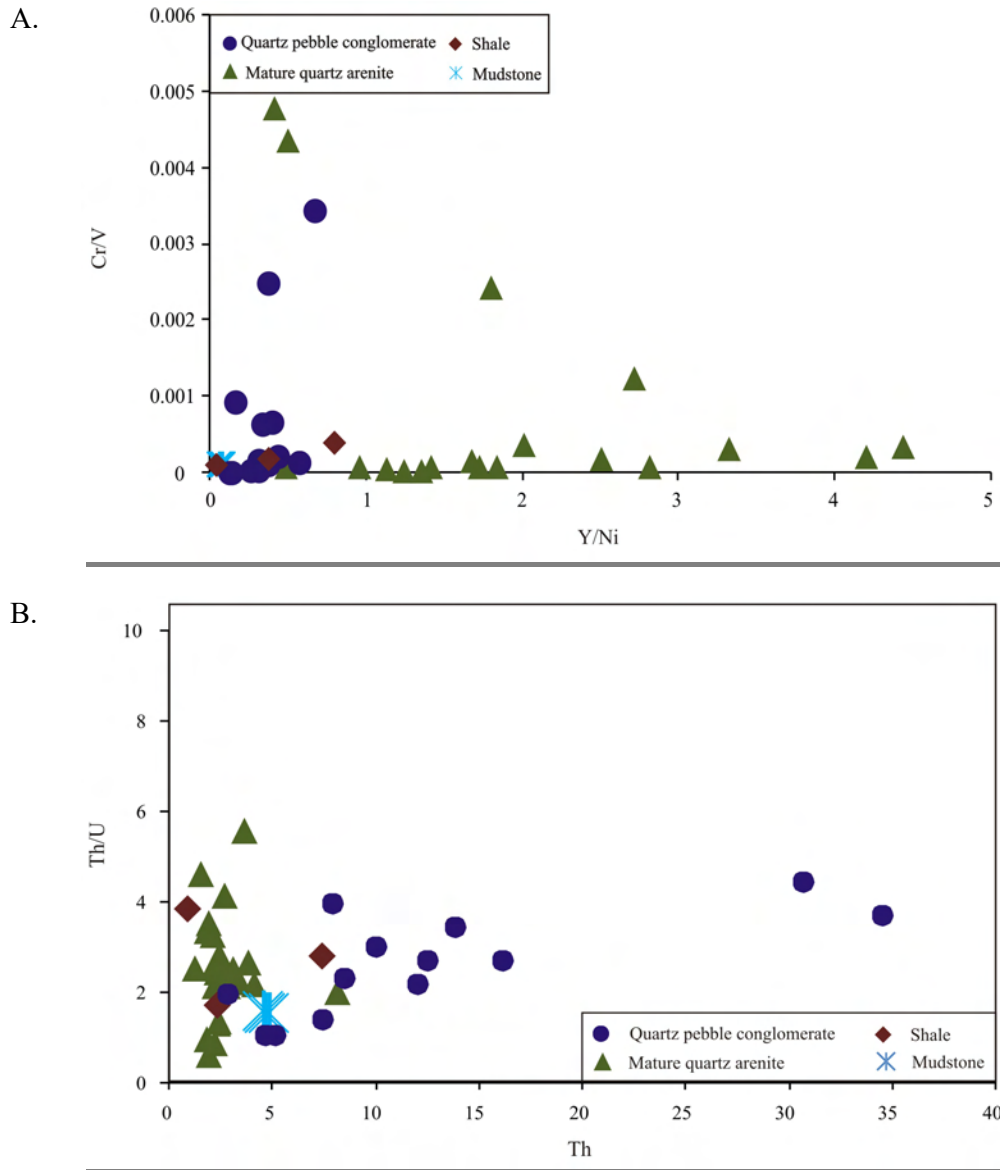 A.
0.006
Quartz pebble conglomerate Shale
Mature quartz arenite Mudstone
0.005
0.004
Cr/V
0.003
0.002
0.001
0
0 1 2 3 4 5
Y/Ni
B.
10
8
6
Th/U
4
2
Quartz pebble conglomerate Shale
Mature quartz arenite Mudstone
0
0 5 10 15 20 25 30 35 40
Th